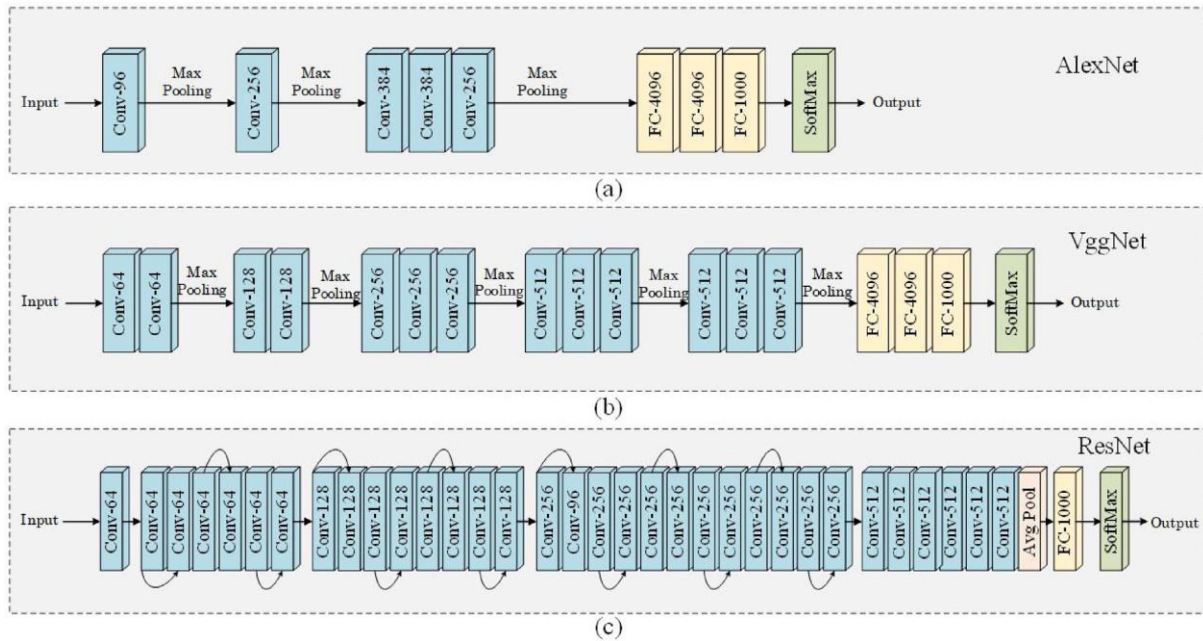 AlexNet
Input
Conv-96
Max
Pooling
Conv-256
Max
Pooling
Conv-384
Conv-384
Conv-256
Max
Pooling
FC-4096
FC-4096
FC-1000
SoftMax
Output
(a)
VggNet
Input
Conv-64
Conv-64
Max
Pooling
Conv-128
Conv-128
Max
Pooling
Conv-256
Conv-256
Conv-256
Max
Pooling
Conv-512
Conv-512
Conv-512
Max
Pooling
Conv-512
Conv-512
Conv-512
Max
Pooling
FC-4096
FC-4096
FC-1000
SoftMax
Output
(b)
ResNet
Input
Conv-64
Conv-64
Conv-64
Conv-64
Conv-64
Conv-64
Conv-64
Conv-128
Conv-128
Conv-128
Conv-128
Conv-128
Conv-128
Conv-128
Conv-128
Conv-256
Conv-96
Conv-256
Conv-256
Conv-256
Conv-256
Conv-256
Conv-256
Conv-256
Conv-256
Conv-256
Conv-256
Conv-512
Conv-512
Conv-512
Conv-512
Conv-512
Conv-512
Avg Pool
FC-1000
SoftMax
Output
(c)